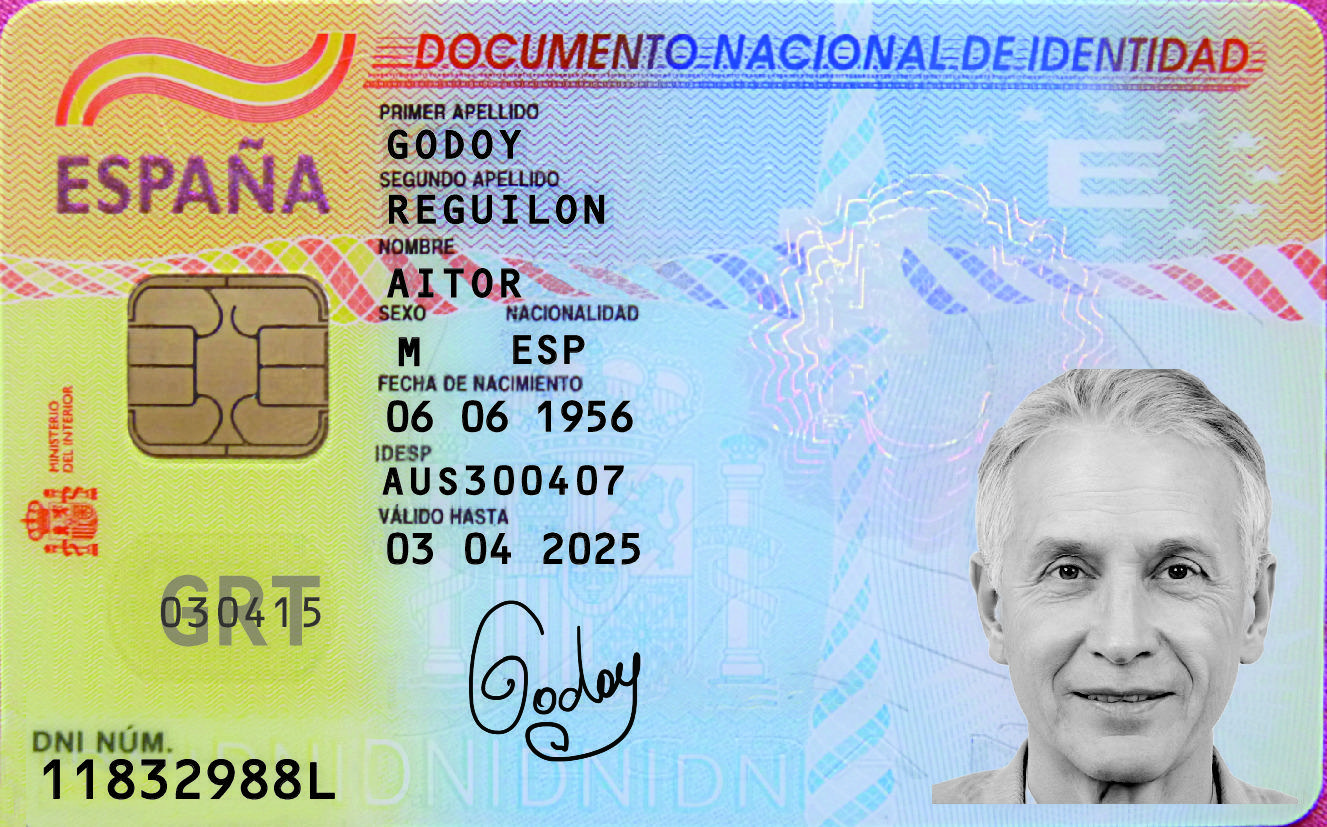 DOCUMENTO NACIONAL DE IDENTIDAD
ESPAÑA
PRIMER APELLIDO
GODOY
SEGUNDO APELLIDO
REGUILON
NOMBRE
AITOR
SEXO NACIONALIDAD
M ESP
FECHA DE NACIMIENTO
06 06 1956
IDESP
AUS300407
VÁLIDO HASTA
03 04 2025
MINISTERIO
DEL INTERIOR
E
GRT
030415
Godoy
DNI NÚM.
11832988L
DNIDNIDNIDNI